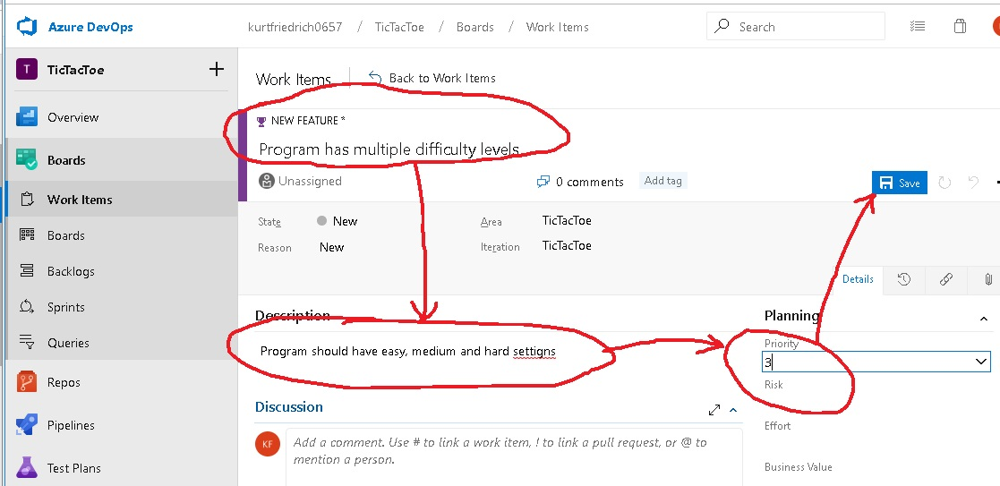 Azure DevOps kurtfriedrich0657 / TicTacToe / Boards / Work Items Search
T TicTacToe +
Work Items Back to Work Items
Overview
NEW FEATURE *
Program has multiple difficulty levels
Boards
Unassigned 0 comments Add tag Save
Work Items
State New Area TicTacToe
Boards
Reason New Iteration TicTacToe
Backlogs
Details
Sprints
Description Planning
Queries
Priority
Program should have easy, medium and hard settigns
3
Repos
Risk
Discussion
Pipelines
Effort
KF Add a comment. Use # to link a work item, ! to link a pull request, or @ to
mention a person.
Test Plans
Business Value